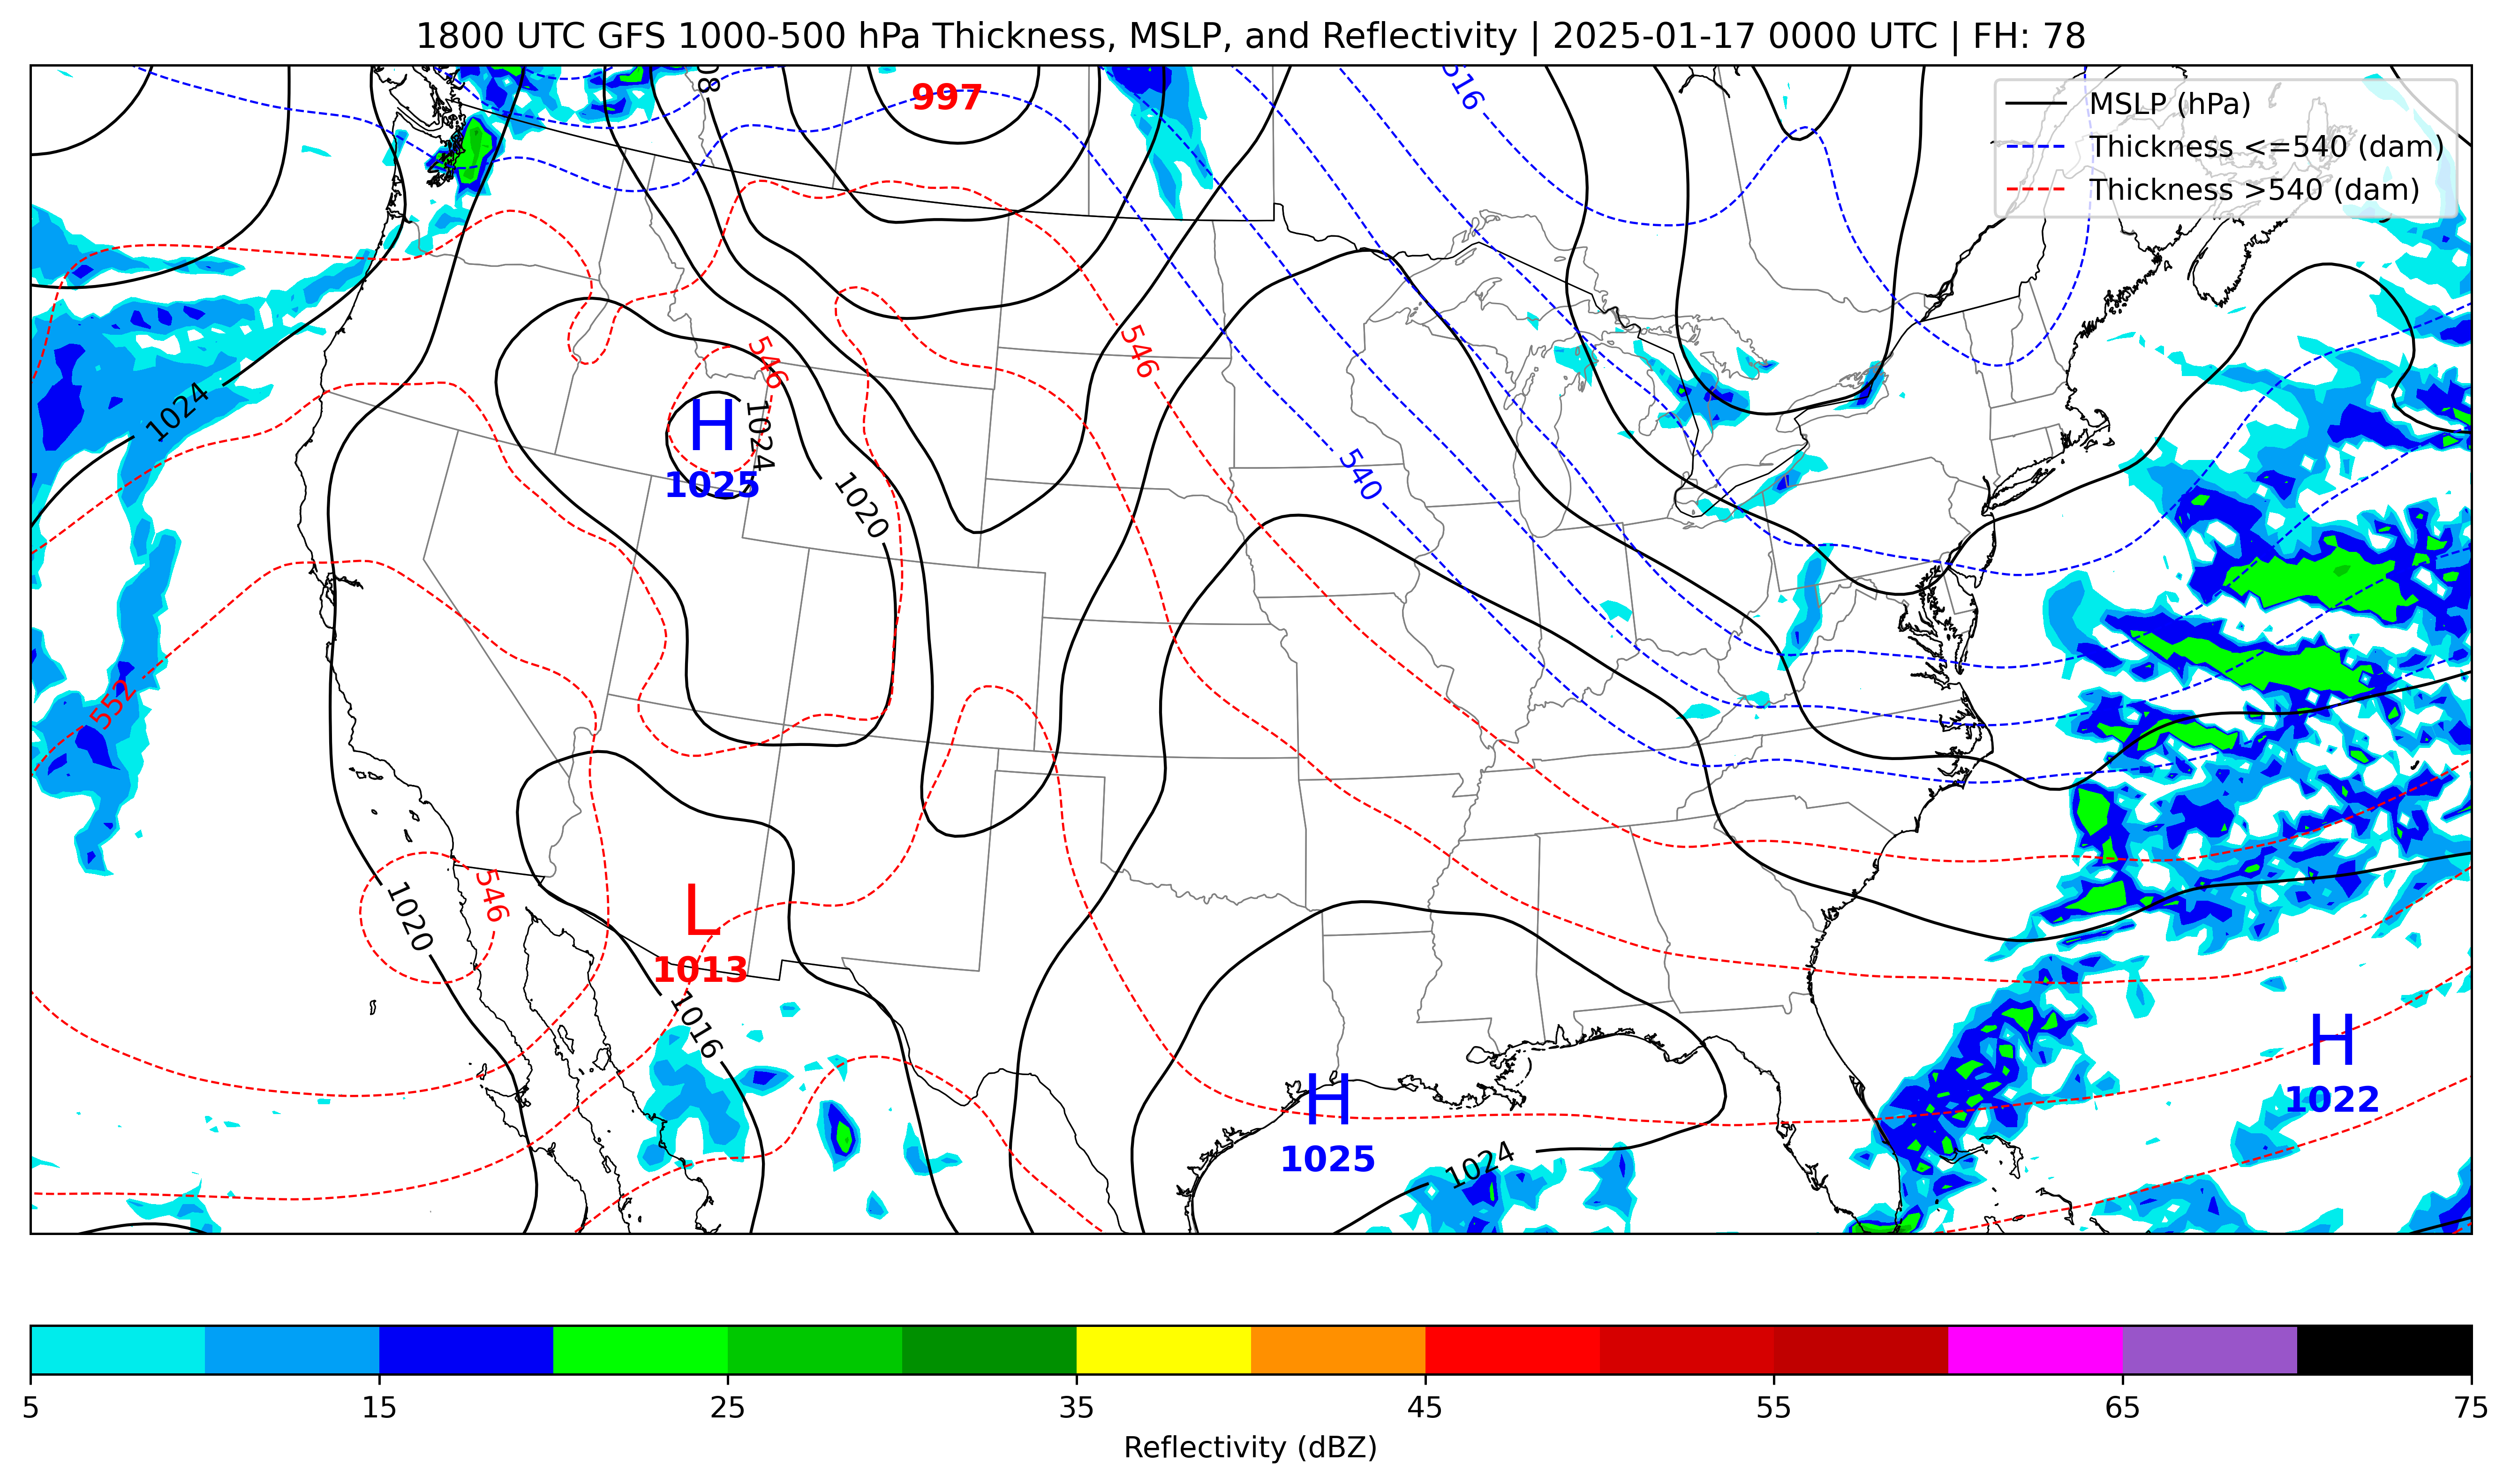 1800 UTC GFS 1000-500 hPa Thickness, MSLP, and Reflectivity | 2025-01-17 0000 UTC | FH: 78
997
516
MSLP (hPa)
Thickness <=540 (dam)
Thickness >540 (dam)
546
546
1024
H
1025
1024
1020
540
552
546
1020
L
1013
1016
H
1025
1024
H
1022
5 15 25 35 45 55 65 75
Reflectivity (dBZ)